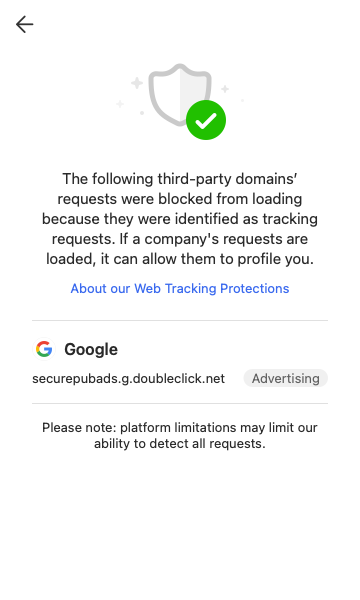 The following third-party domains’
requests were blocked from loading
because they were identified as tracking
requests. If a company's requests are
loaded, it can allow them to profile you.
About our Web Tracking Protections
Google
securepubads.g.doubleclick.net Advertising
Please note: platform limitations may limit our
ability to detect all requests.